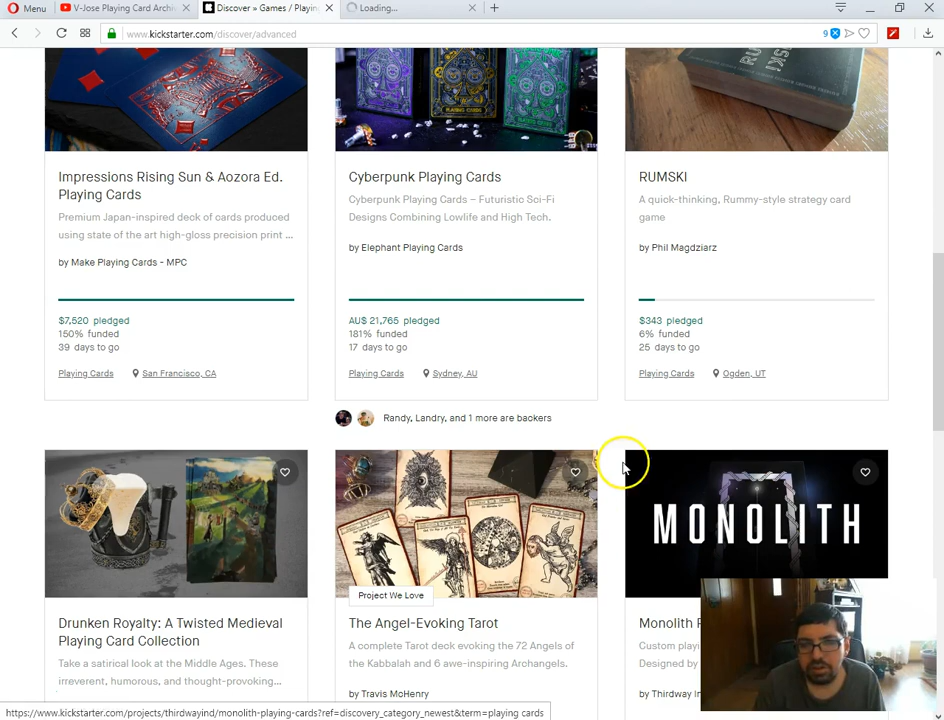 Menu
V-Jose Playing Card Archi
Discover » Games / Playin
Loading...
www.kickstarter.com/discover/advanced
9
PLAYING CARDS
Impressions Rising Sun & Aozora Ed.
Playing Cards
Premium Japan-inspired deck of cards produced
using state of the art high-gloss precision print ...
by Make Playing Cards - MPC
$7,520 pledged
150% funded
39 days to go
Playing Cards
San Francisco, CA
Cyberpunk Playing Cards
Cyberpunk Playing Cards – Futuristic Sci-Fi
Designs Combining Lowlife and High Tech.
by Elephant Playing Cards
AU$ 21,765 pledged
181% funded
17 days to go
Playing Cards
Sydney, AU
Randy, Landry, and 1 more are backers
RUMSKI
A quick-thinking, Rummy-style strategy card
game
by Phil Magdziarz
$343 pledged
6% funded
25 days to go
Playing Cards
Ogden, UT
Drunken Royalty: A Twisted Medieval
Playing Card Collection
Take a satirical look at the Middle Ages. These
irreverent, humorous, and thought-provoking...
Project We Love
The Angel-Evoking Tarot
A complete Tarot deck evoking the 72 Angels of
the Kabbalah and 6 awe-inspiring Archangels.
by Travis McHenry
MONOLITH
Monolith
Custom
Designed by
by Thirdway
https://www.kickstarter.com/projects/thirdwayind/monolith-playing-cards?ref=discovery_category_newest&term=playing cards